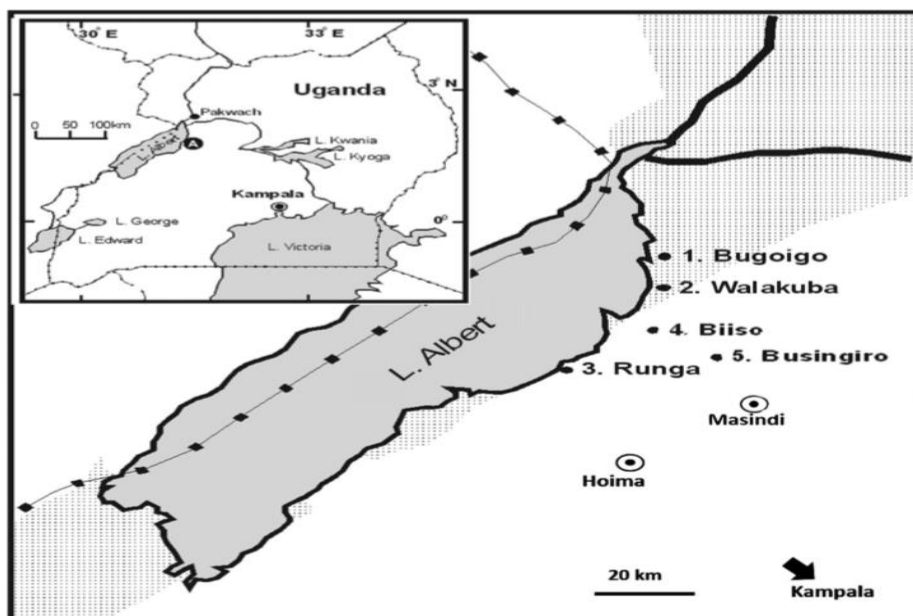 30° E
33°
E
Uganda
3° N
0 50 100km
Pakwach
L. Albert
A
L. Kwania
L. Kyoga
Kampala
L. George
0°
L. Edward
L. Victoria
1. Bugoigo
2. Walakuba
4. Biiso
5. Busingiro
3. Runga
L. Albert
Masindi
Hoima
20 km
Kampala